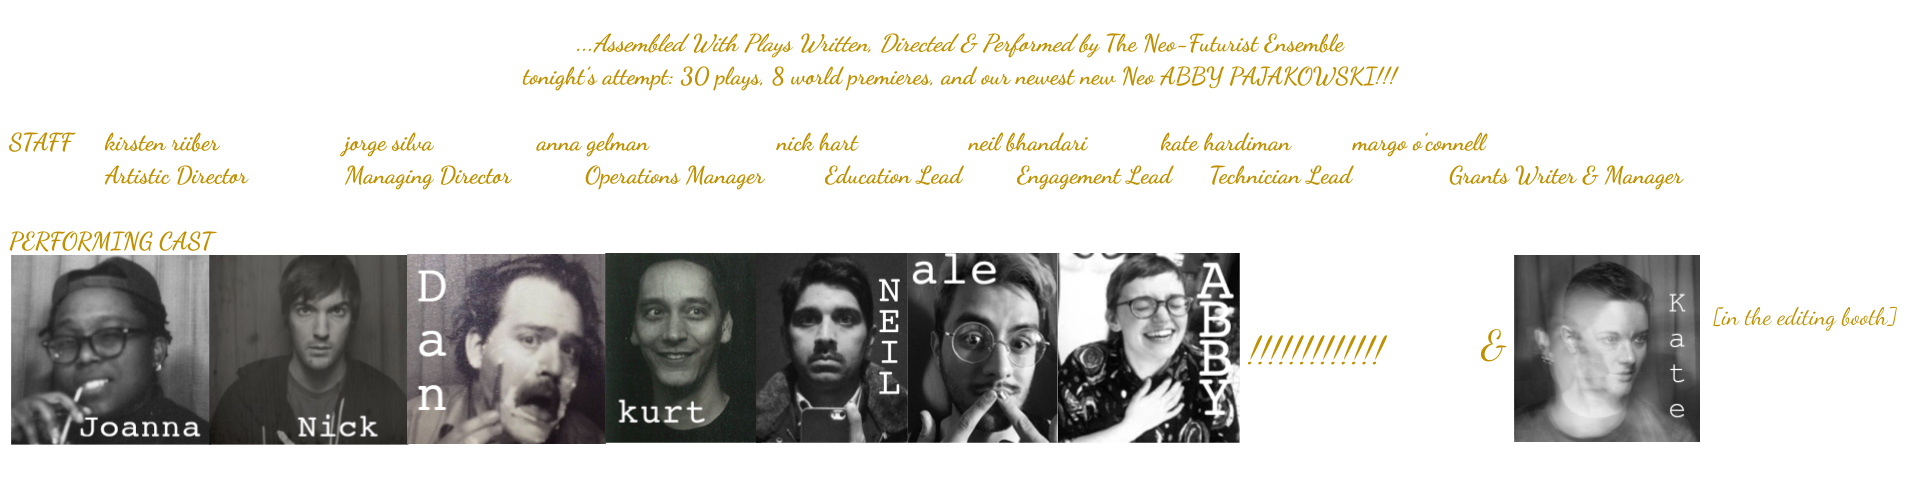 ...Assembled With Plays Written, Directed & Performed by The Neo-Futurist Ensemble
tonight's attempt: 30 plays, 8 world premieres, and our newest new Neo ABBY PAJAKOWSKI!!!
STAFF kirsten riiber jorge silva anna gelman nick hart neil bhandari kate hardiman margo o'connell
Artistic Director Managing Director Operations Manager Education Lead Engagement Lead Technician Lead Grants Writer & Manager
PERFORMING CAST
Joanna
Nick
Dan
kurt
NEIL
ale
ABBY
!!!!!!!!!!!!!
&
Kate
[in the editing booth]